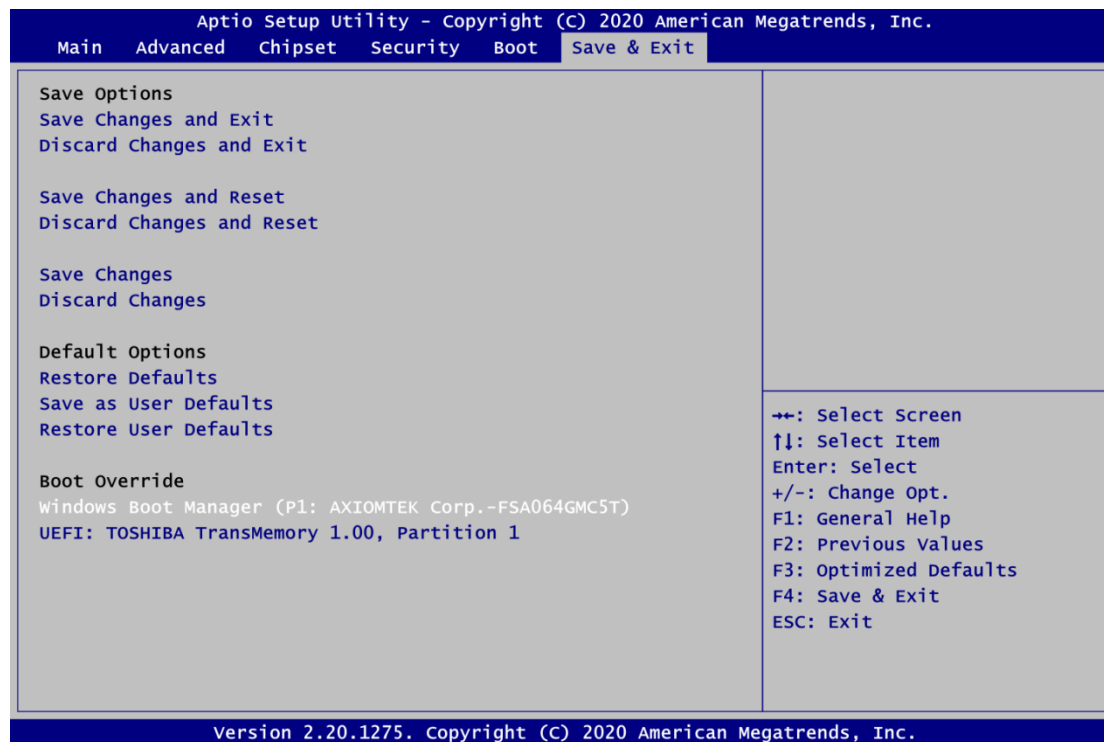 Aptio Setup Utility - Copyright (C) 2020 American Megatrends, Inc.
Main Advanced Chipset Security Boot Save & Exit
Save Options
Save Changes and Exit
Discard Changes and Exit
Save Changes and Reset
Discard Changes and Reset
Save Changes
Discard Changes
Default Options
Restore Defaults
Save as User Defaults
Restore User Defaults
Boot Override
Windows Boot Manager (P1: AXIOMTEK Corp.-FSA064GMC5T)
UEFI: TOSHIBA TransMemory 1.00, Partition 1
→←: Select Screen
↑↓: Select Item
Enter: Select
+/-: Change Opt.
F1: General Help
F2: Previous Values
F3: Optimized Defaults
F4: Save & Exit
ESC: Exit
Version 2.20.1275. Copyright (C) 2020 American Megatrends, Inc.